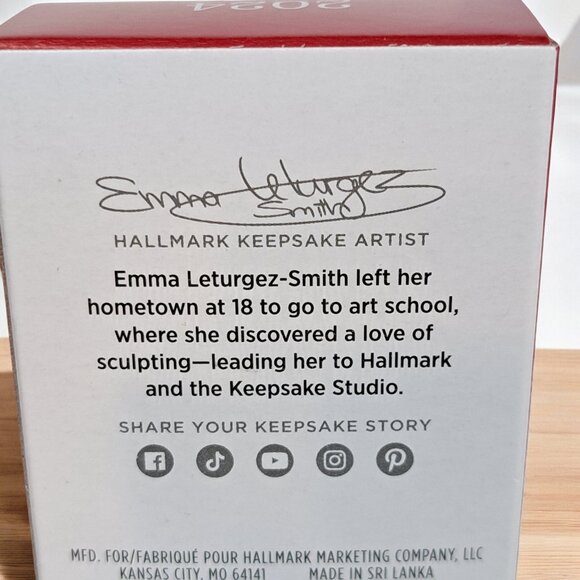 2024
Emma Leturgez
Smith
HALLMARK KEEPSAKE ARTIST
Emma Leturgez-Smith left her
hometown at 18 to go to art school,
where she discovered a love of
sculpting—leading her to Hallmark
and the Keepsake Studio.
SHARE YOUR KEEPSAKE STORY
MFD. FOR/FABRIQUÉ POUR HALLMARK MARKETING COMPANY, LLC
KANSAS CITY, MO 64141 MADE IN SRI LANKA